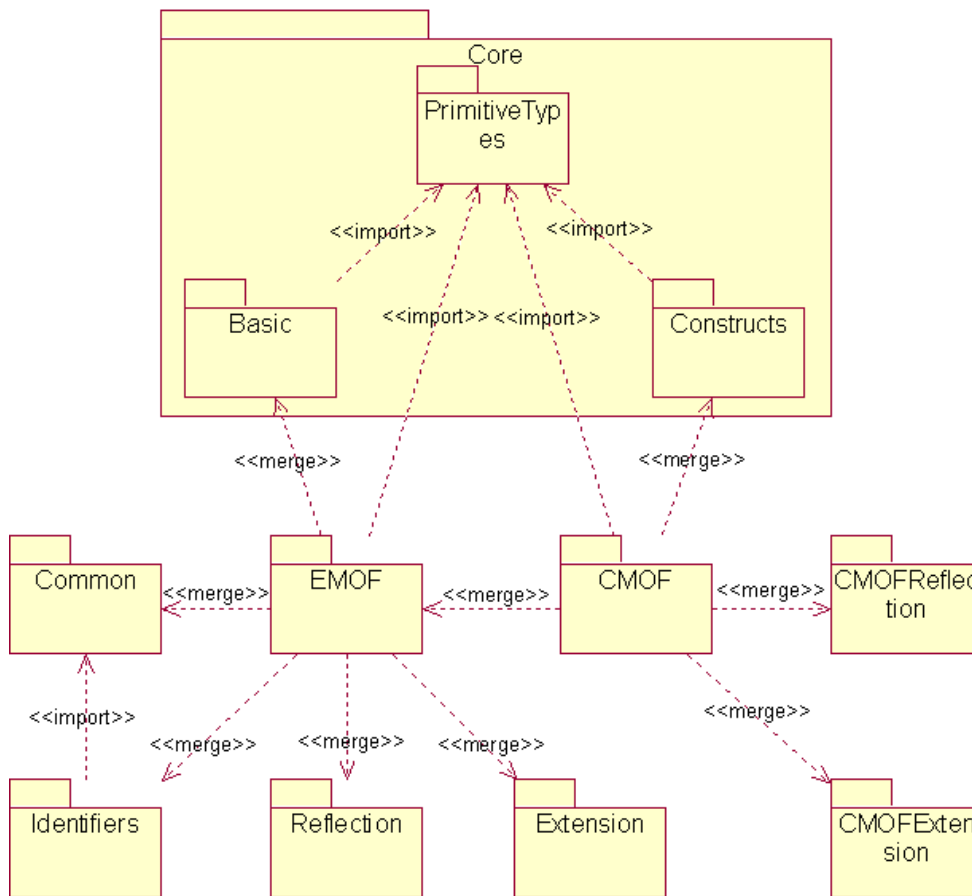 Core
PrimitiveTyp
es
<<import>> <<import>>
<<import>> <<import>>
Basic
Constructs
<<merge>> <<merge>>
Common
EMOF
CMOF
CMOFReflec
tion
<<merge>> <<merge>> <<merge>>
<<import>> <<merge>> <<merge>> <<merge>> <<merge>>
Identifiers
Reflection
Extension
CMOFExten
sion